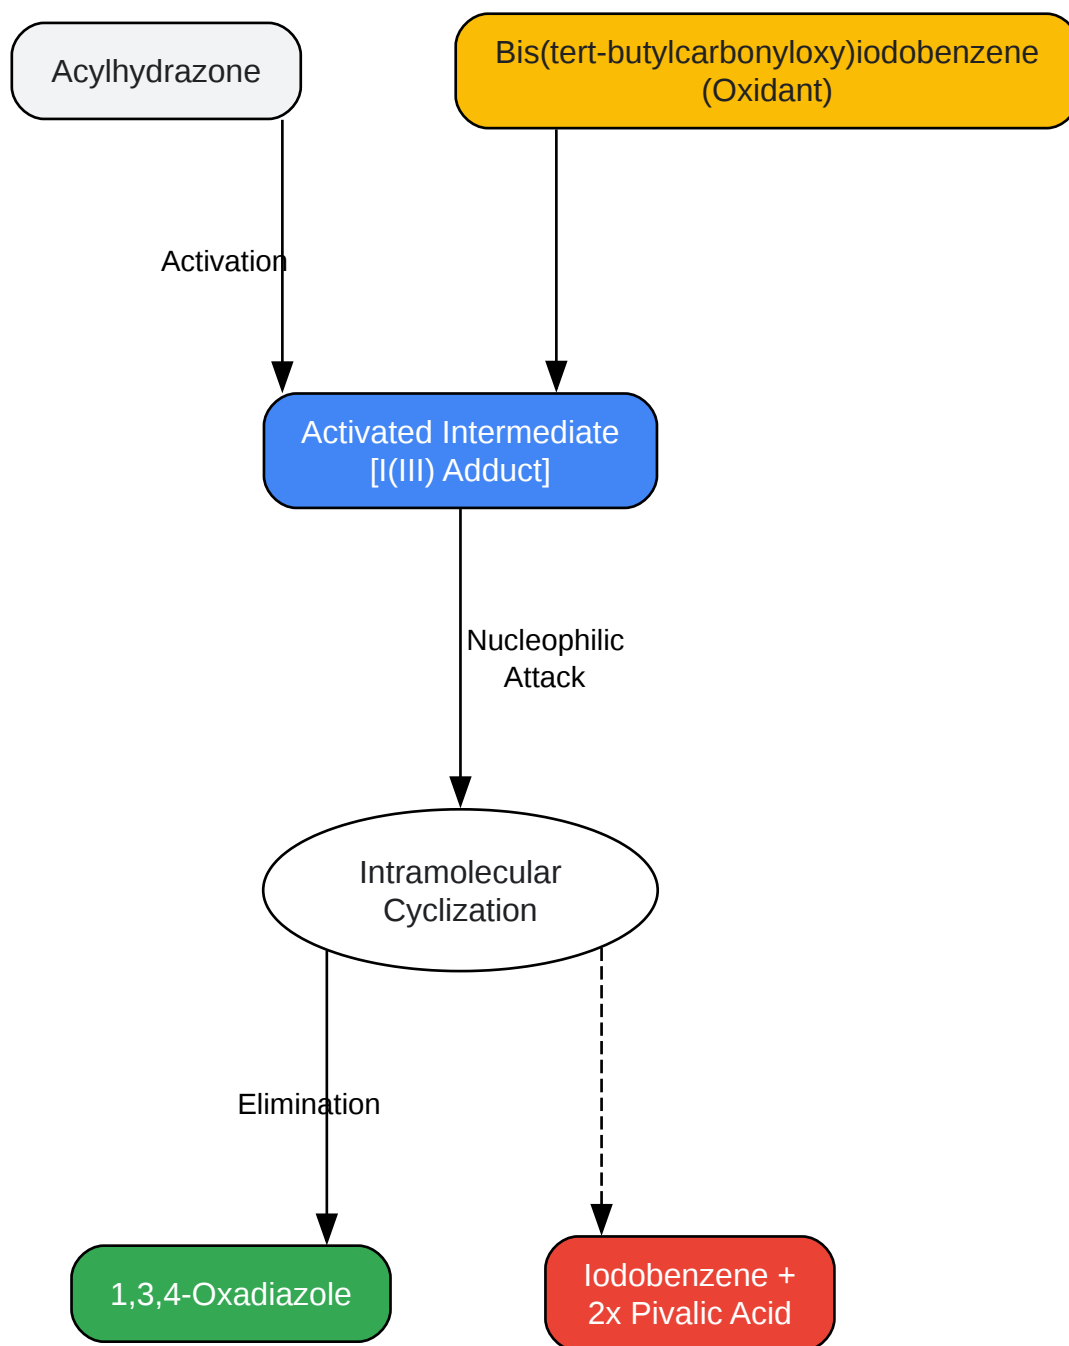 Acylhydrazone
Bis(tert-butylcarbonyloxy)iodobenzene
(Oxidant)
Activation
Activated Intermediate
[I(III) Adduct]
Nucleophilic
Attack
Intramolecular
Cyclization
Elimination
1,3,4-Oxadiazole
Iodobenzene +
2x Pivalic Acid